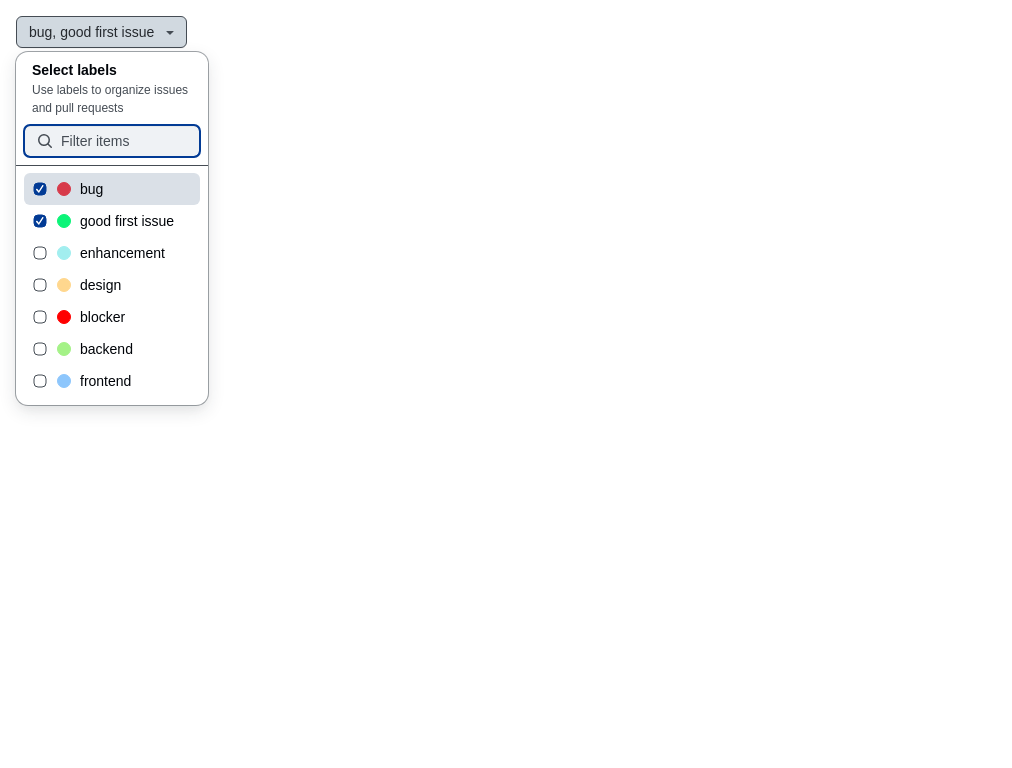 bug, good first issue
Select labels
Use labels to organize issues
and pull requests
Filter items
bug
good first issue
enhancement
design
blocker
backend
frontend